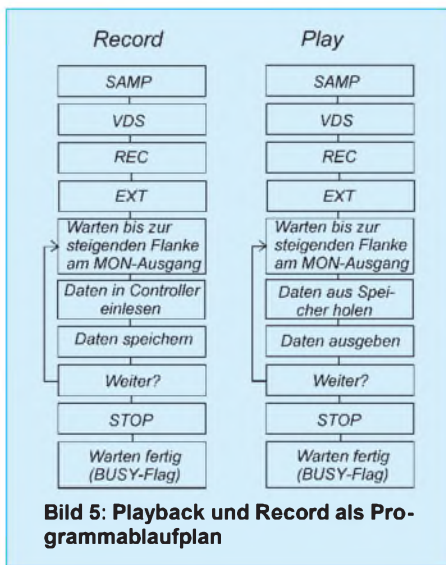 Record
SAMP
VDS
REC
EXT
Warten bis zur
steigenden Flanke
am MON-Ausgang
Daten in Controller
einlesen
Daten speichern
Weiter?
STOP
Warten fertig
(BUSY-Flag)
Play
SAMP
VDS
REC
EXT
Warten bis zur
steigenden Flanke
am MON-Ausgang
Daten aus Spei-
cher holen
Daten ausgeben
Weiter?
STOP
Warten fertig
(BUSY-Flag)
Bild 5: Playback und Record als Pro-
grammablaufplan